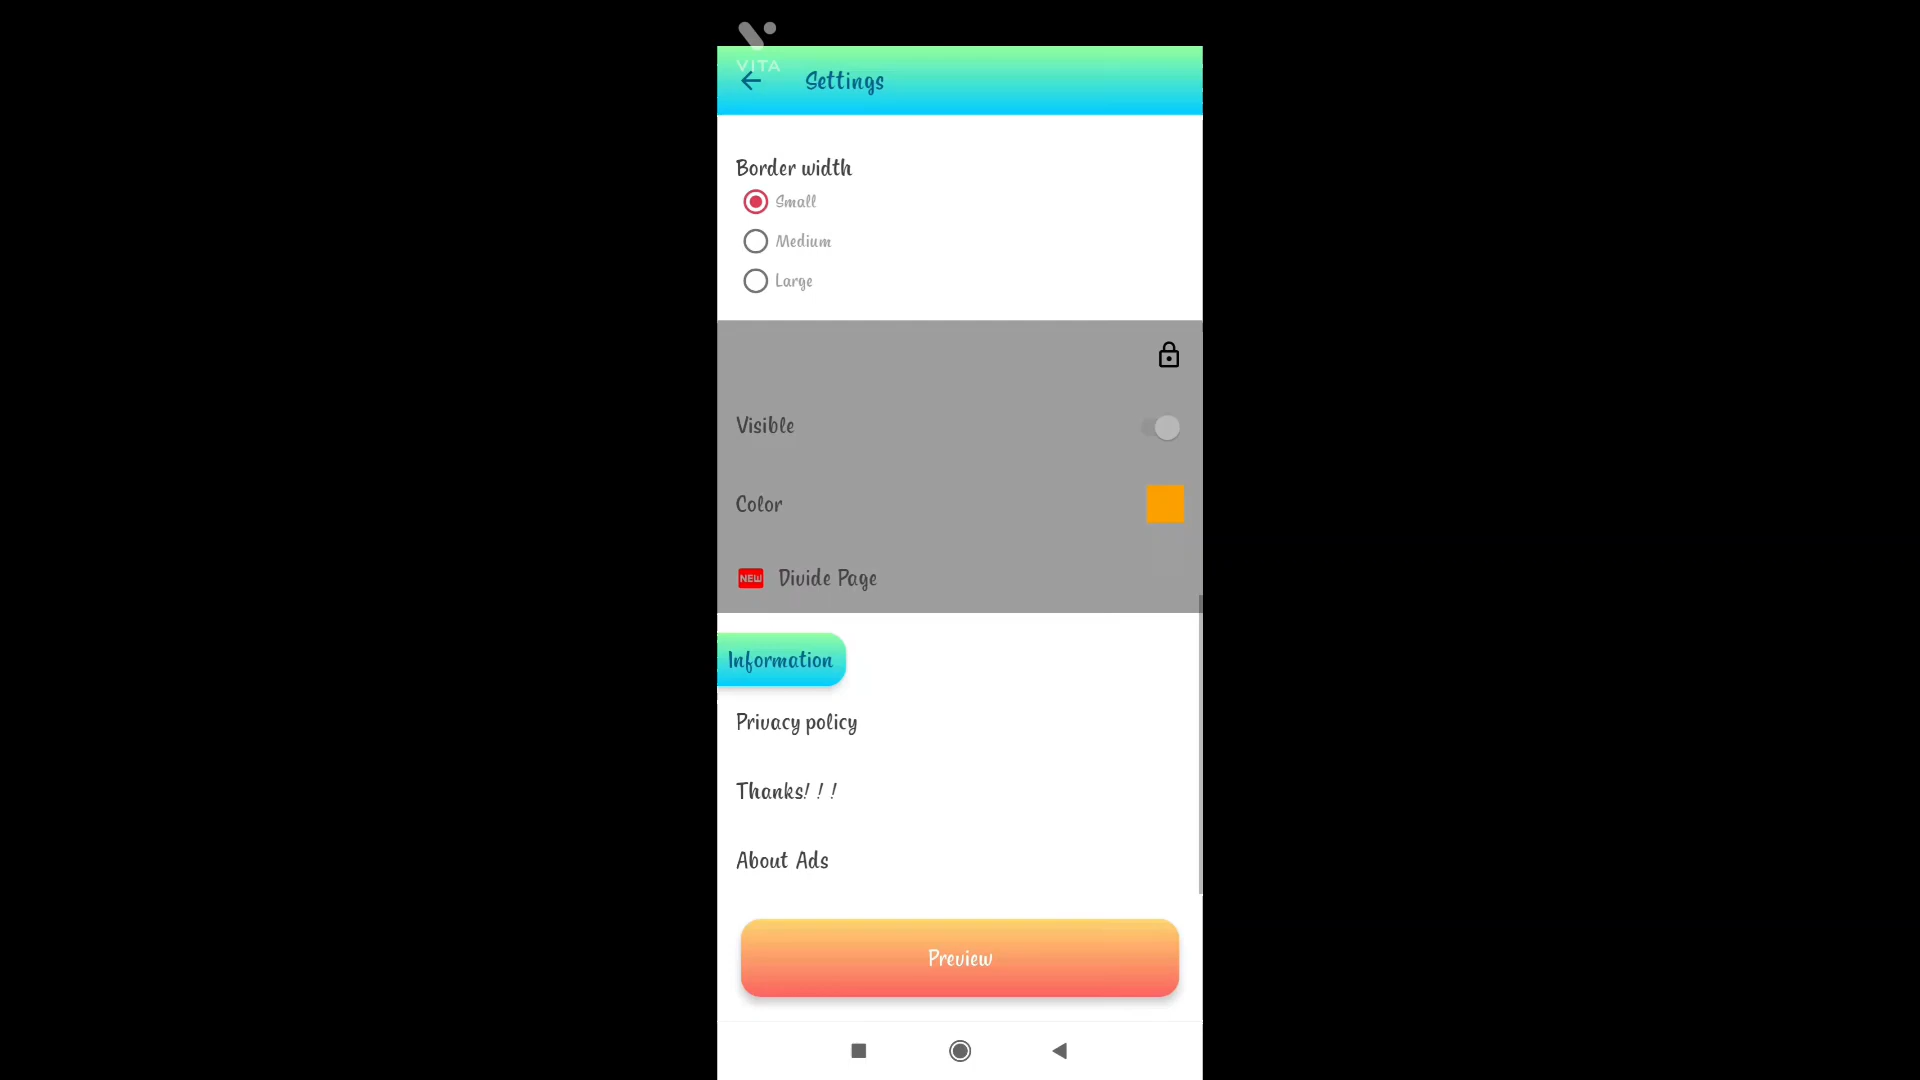 VITA
Settings
Border width
Small
Medium
Large
Visible
Color
NEW Divide Page
Information
Privacy policy
Thanks! ! !
About Ads
Preview